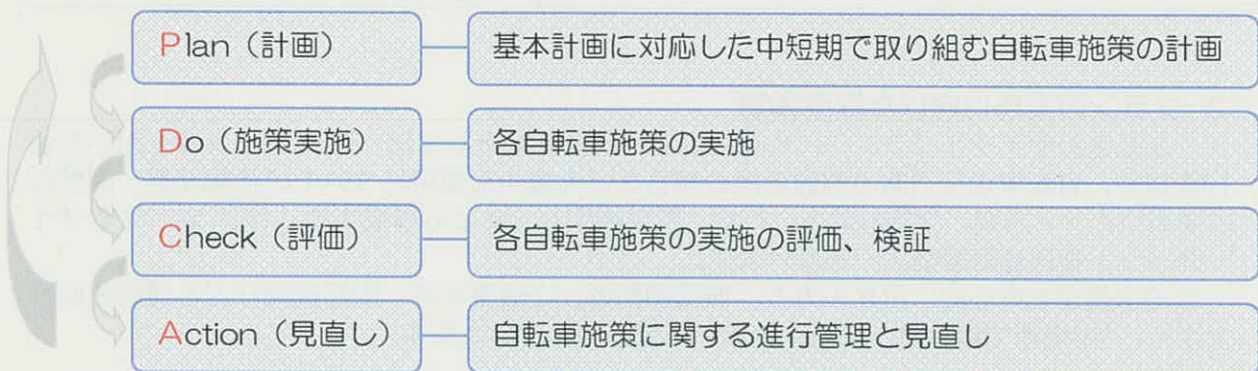 Plan（計画）
基本計画に対応した中短期で取り組む自転車施策の計画
Do（施策実施）
各自転車施策の実施
Check（評価）
各自転車施策の実施の評価、検証
Action（見直し）
自転車施策に関する進行管理と見直し